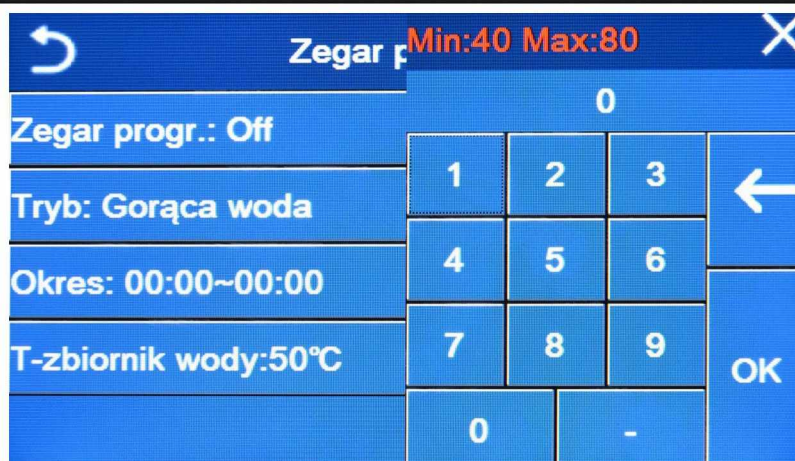 Zegar p
Min:40 Max:80
0
Zegar progr.: Off
Tryb: Gorąca woda
Okres: 00:00~00:00
T-zbiornik wody:50℃
1 2 3
4 5 6
7 8 9
OK
0 -